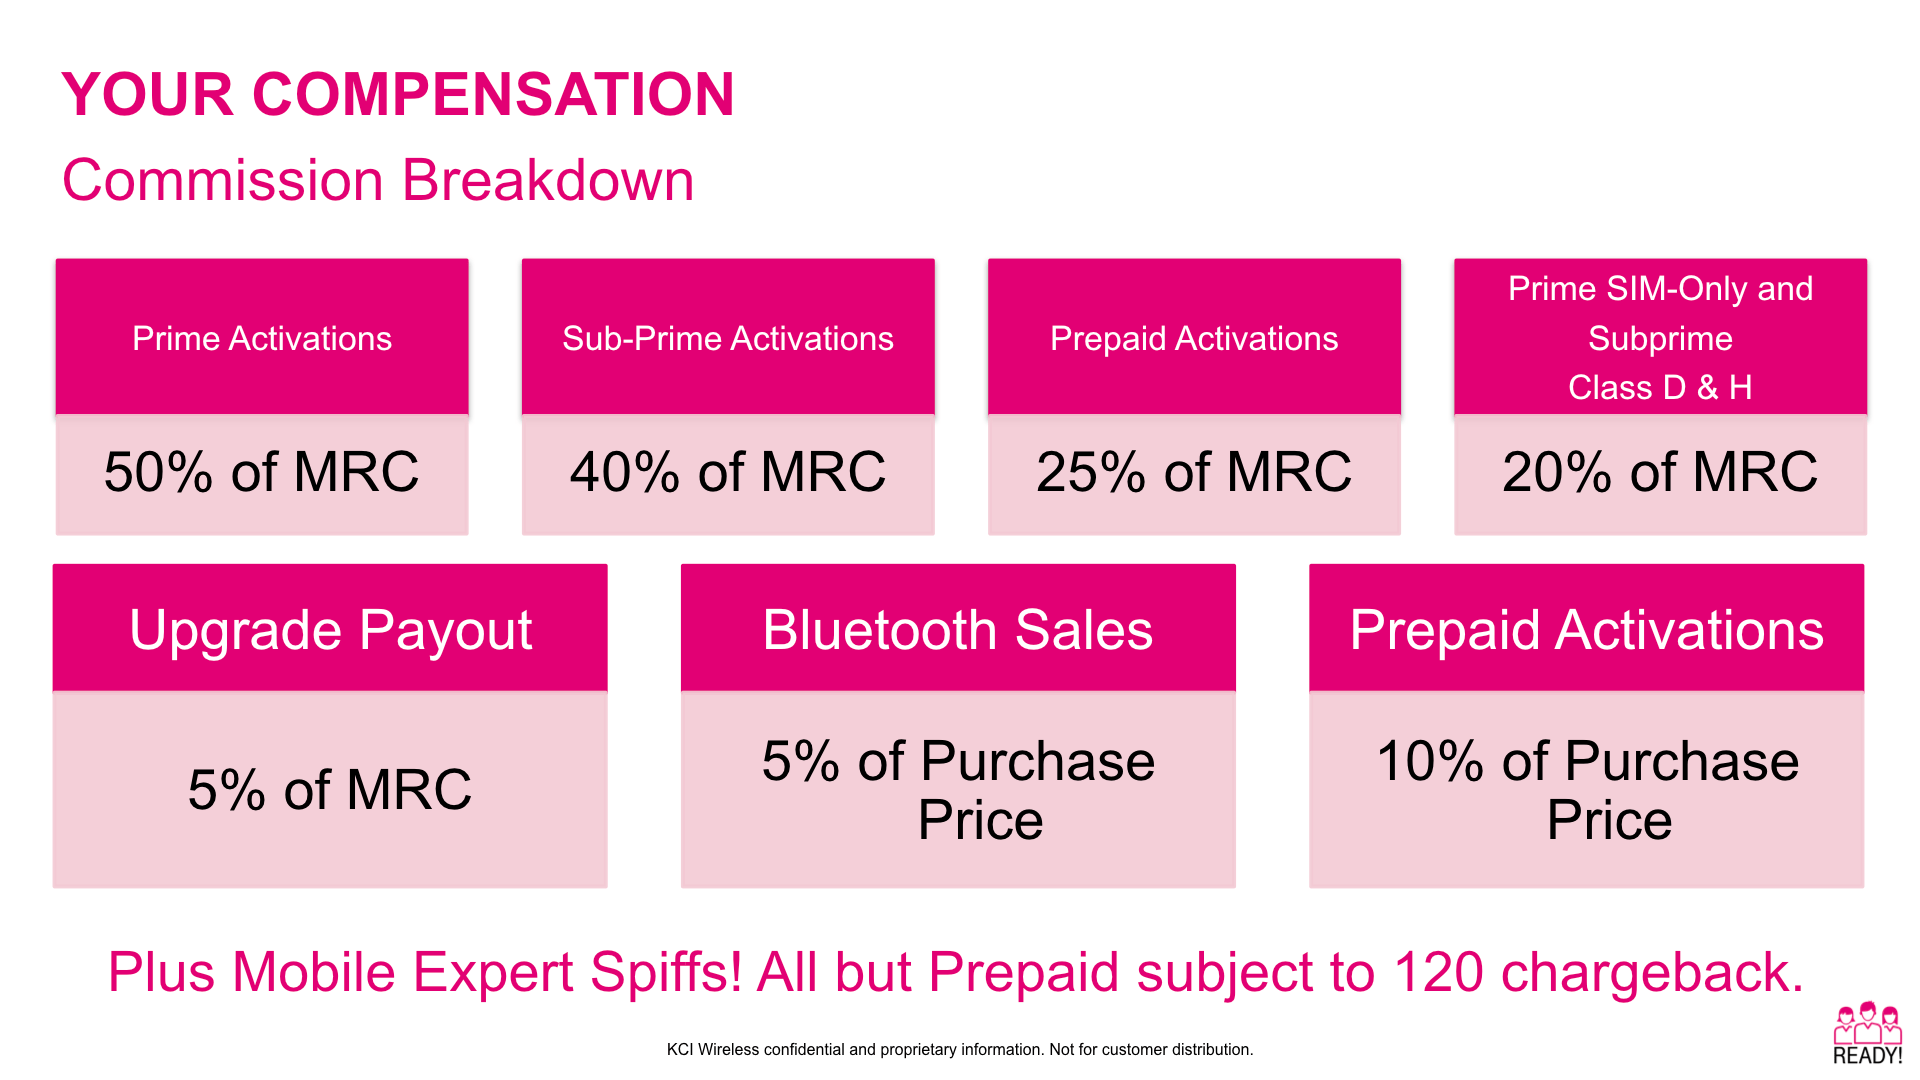 YOUR COMPENSATION
Commission Breakdown
Prime Activations
50% of MRC
Sub-Prime Activations
40% of MRC
Prepaid Activations
25% of MRC
Prime SIM-Only and
Subprime
Class D & H
20% of MRC
Upgrade Payout
5% of MRC
Bluetooth Sales
5% of Purchase
Price
Prepaid Activations
10% of Purchase
Price
Plus Mobile Expert Spiffs! All but Prepaid subject to 120 chargeback.
KCI Wireless confidential and proprietary information. Not for customer distribution.
READY!